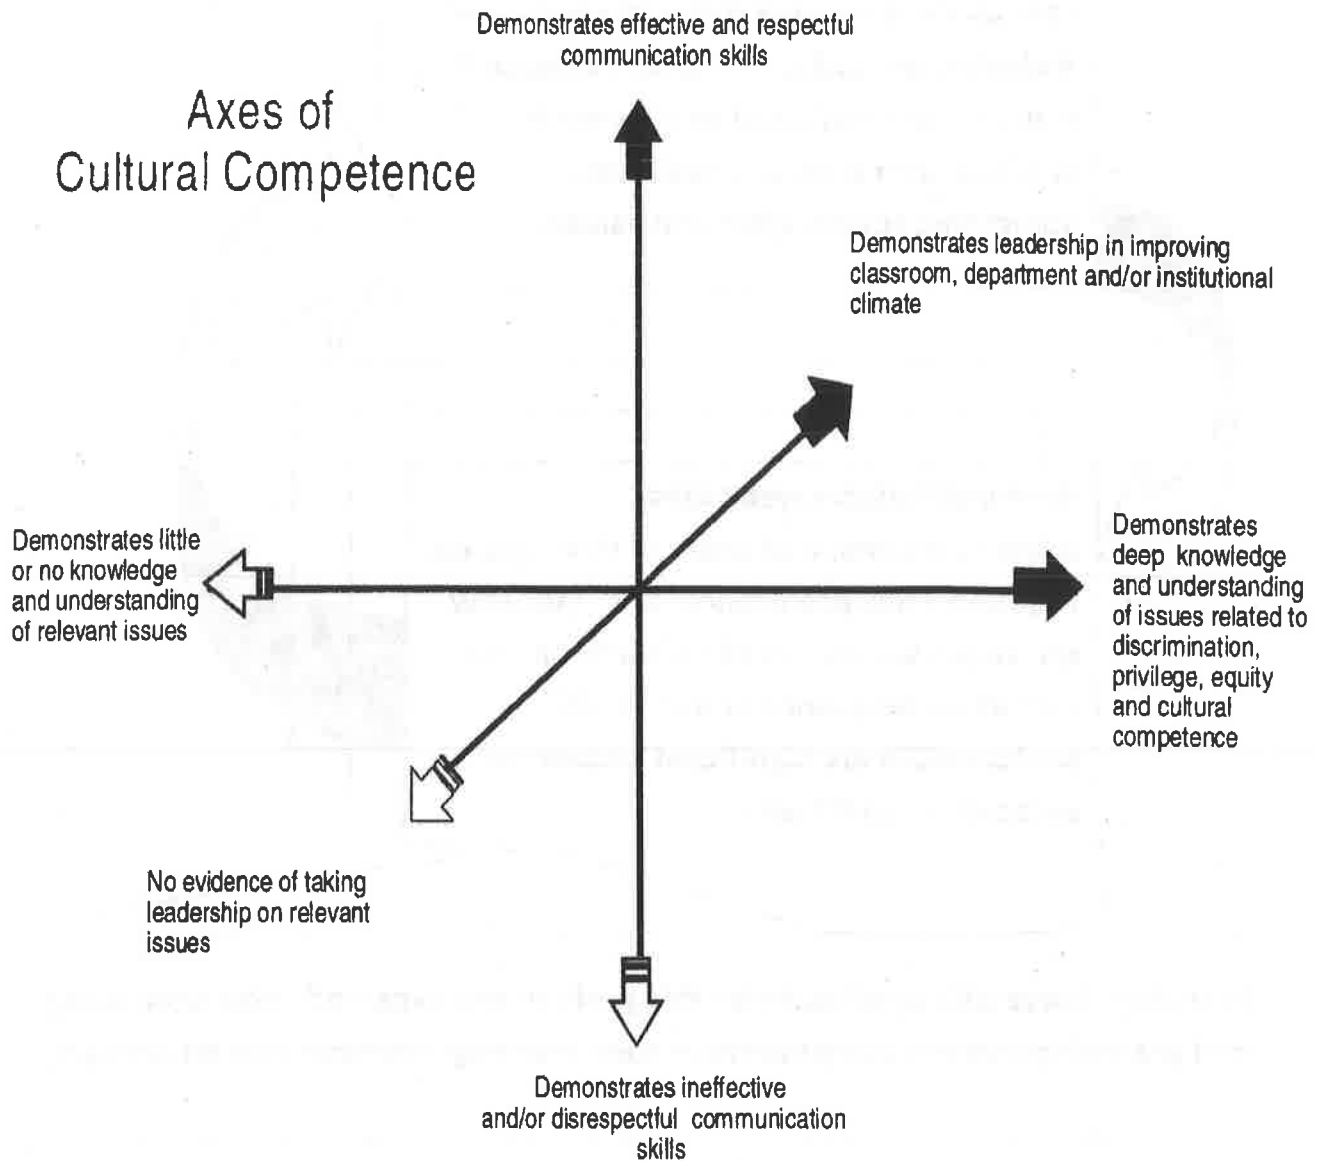 Demonstrates effective and respectful
communication skills
Axes of
Cultural Competence
Demonstrates leadership in improving
classroom, department and/or institutional
climate
Demonstrates little
or no knowledge
and understanding
of relevant issues
Demonstrates
deep knowledge
and understanding
of issues related to
discrimination,
privilege, equity
and cultural
competence
No evidence of taking
leadership on relevant
issues
Demonstrates ineffective
and/or disrespectful communication
skills